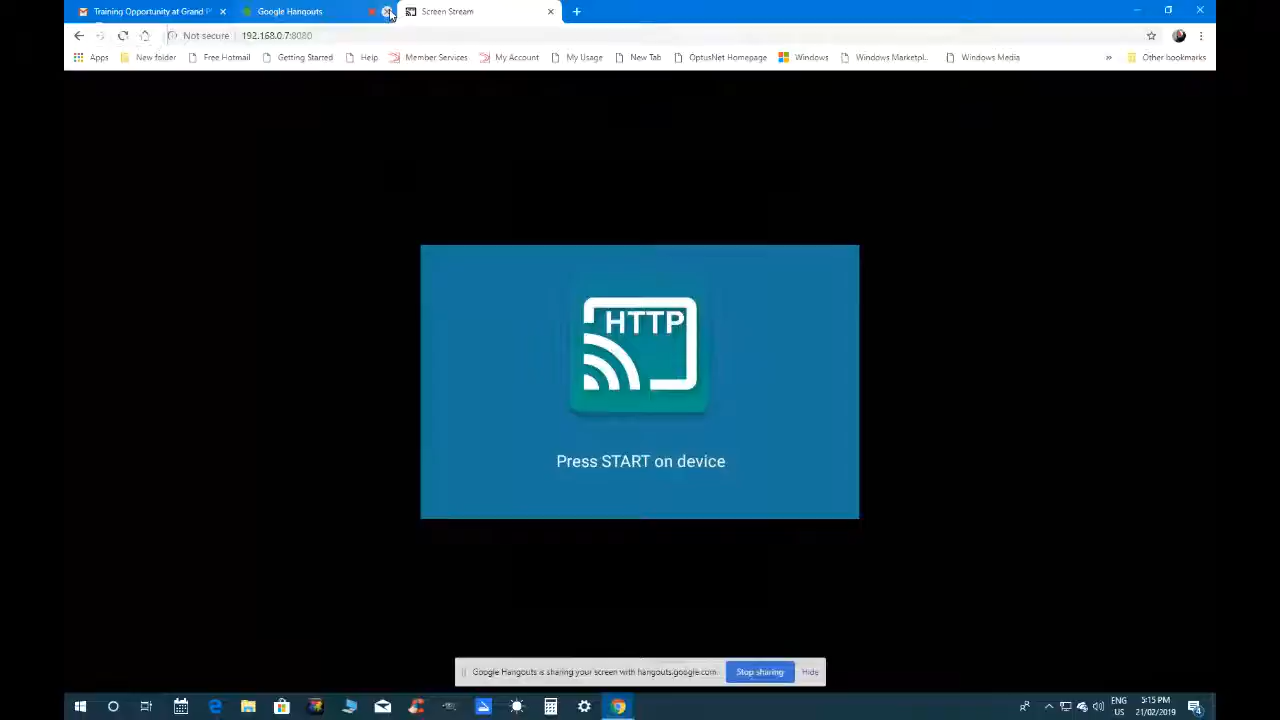 Training Opportunity at Grand P
Google Hangouts
Screen Stream
Not secure
192.168.0.7:8080
Apps
New folder
Free Hotmail
Getting Started
Help
Member Services
My Account
My Usage
New Tab
OptusNet Homepage
Windows
Windows Marketpl...
Windows Media
»
Other bookmarks
HTTP
Press START on device
Google Hangouts is sharing your screen with hangouts.google.com.
Stop sharing
Hide
ENG
US
5:15 PM
21/02/2019